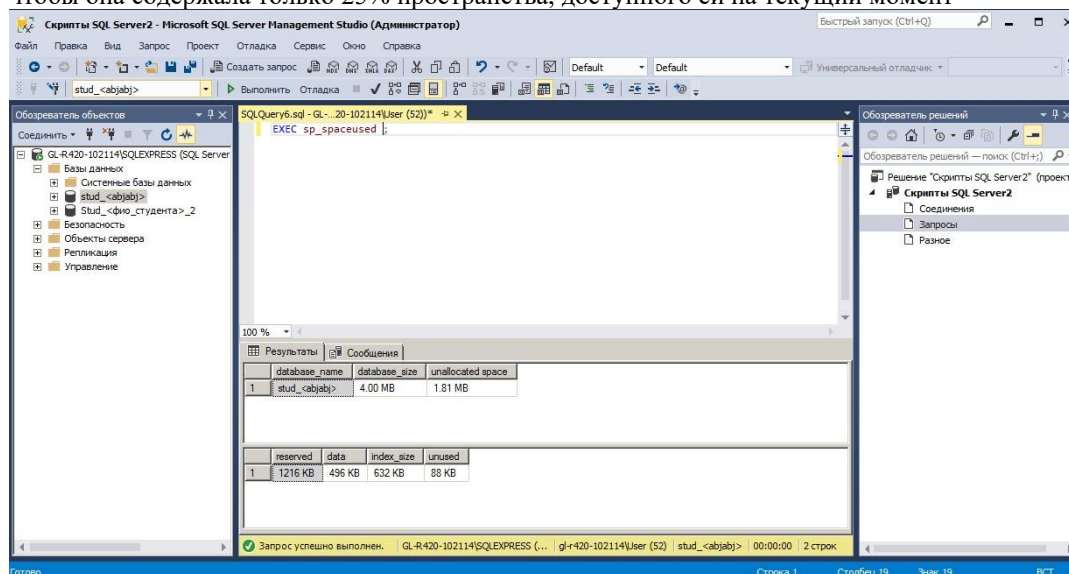 чтобы она содержала только 25% пространства, доступного ей на текущий момент
Скрипты SQL Server2 - Microsoft SQL Server Management Studio (Администратор)
Быстрый запуск (Ctrl+Q)
Файл Правка Вид Запрос Проект Отладка Сервис Окно Справка
Создать запрос Default Default Универсальный отладчик
stud_<abjabj> Выполнить Отладка
Обозреватель объектов
Соединить
GL-R420-102114\SQLEXPRESS (SQL Server
Базы данных
Системные базы данных
stud_<abjabj>
Stud_<фио_студента>_2
Безопасность
Объекты сервера
Репликация
Управление
SQLQuery6.sql - GL-...20-102114\User (52))*
EXEC sp_spaceused ;
100 %
Результаты Сообщения
database_name database_size unallocated space
1 stud_<abjabj> 4.00 MB 1.81 MB
reserved data index_size unused
1 1216 KB 496 KB 632 KB 88 KB
Запрос успешно выполнен. GL-R420-102114\SQLEXPRESS (... gl-r420-102114\User (52) stud_<abjabj> 00:00:00 2 строк
Обозреватель решений
Обозреватель решений — поиск (Ctrl+;)
Решение "Скрипты SQL Server2" (проект
Скрипты SQL Server2
Соединения
Запросы
Разное
Готово Строка 1 Столбец 19 Знак 19 ВСТ